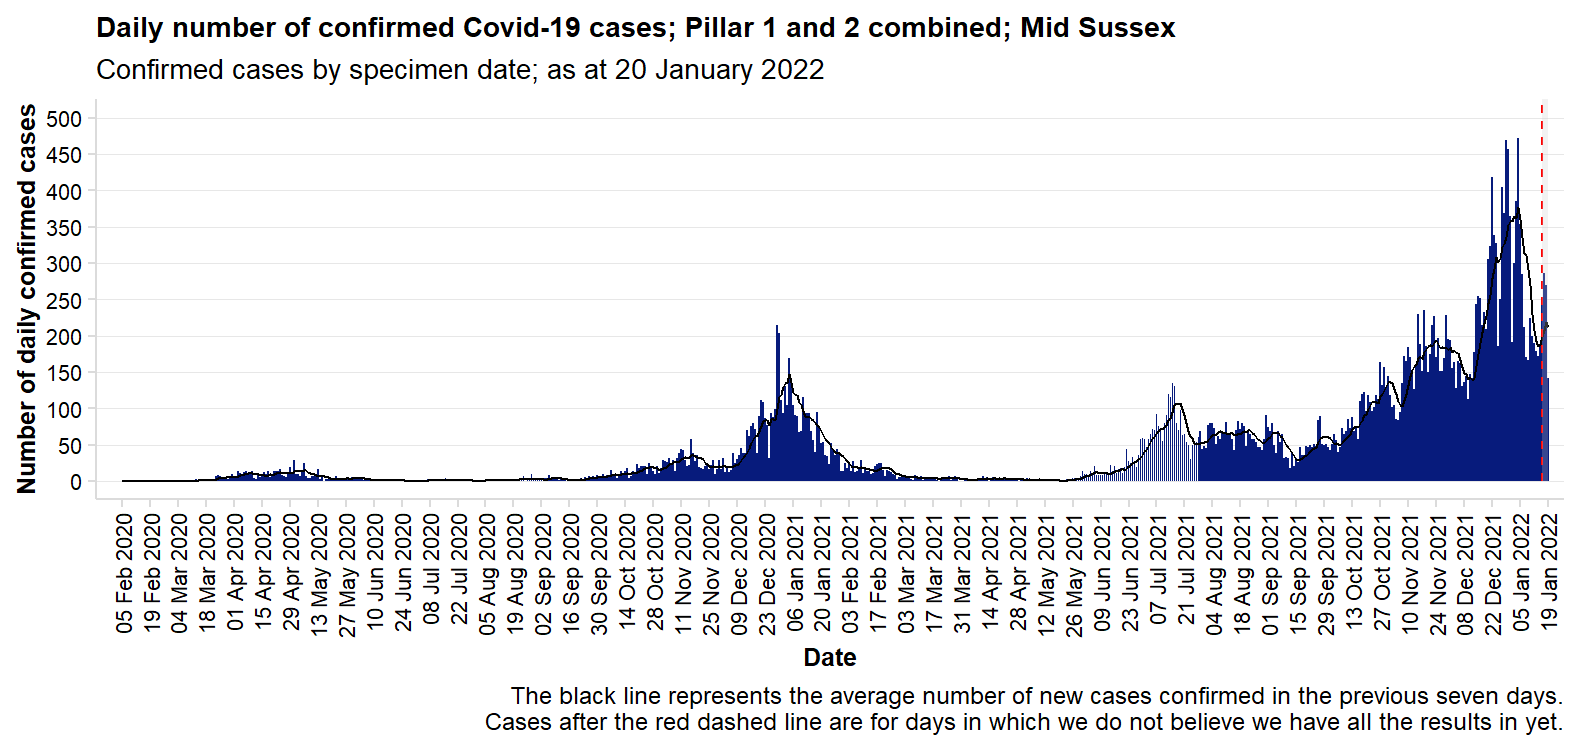 Daily number of confirmed Covid-19 cases; Pillar 1 and 2 combined; Mid Sussex
Confirmed cases by specimen date; as at 20 January 2022
Number of daily confirmed cases
500
450
400
350
300
250
200
150
100
50
0
05 Feb 2020
19 Feb 2020
04 Mar 2020
18 Mar 2020
01 Apr 2020
15 Apr 2020
29 Apr 2020
13 May 2020
27 May 2020
10 Jun 2020
24 Jun 2020
08 Jul 2020
22 Jul 2020
05 Aug 2020
19 Aug 2020
02 Sep 2020
16 Sep 2020
30 Sep 2020
14 Oct 2020
28 Oct 2020
11 Nov 2020
25 Nov 2020
09 Dec 2020
23 Dec 2020
06 Jan 2021
20 Jan 2021
03 Feb 2021
17 Feb 2021
03 Mar 2021
17 Mar 2021
31 Mar 2021
14 Apr 2021
28 Apr 2021
12 May 2021
26 May 2021
09 Jun 2021
23 Jun 2021
07 Jul 2021
21 Jul 2021
04 Aug 2021
18 Aug 2021
01 Sep 2021
15 Sep 2021
29 Sep 2021
13 Oct 2021
27 Oct 2021
10 Nov 2021
24 Nov 2021
08 Dec 2021
22 Dec 2021
05 Jan 2022
19 Jan 2022
Date
The black line represents the average number of new cases confirmed in the previous seven days.
Cases after the red dashed line are for days in which we do not believe we have all the results in yet.